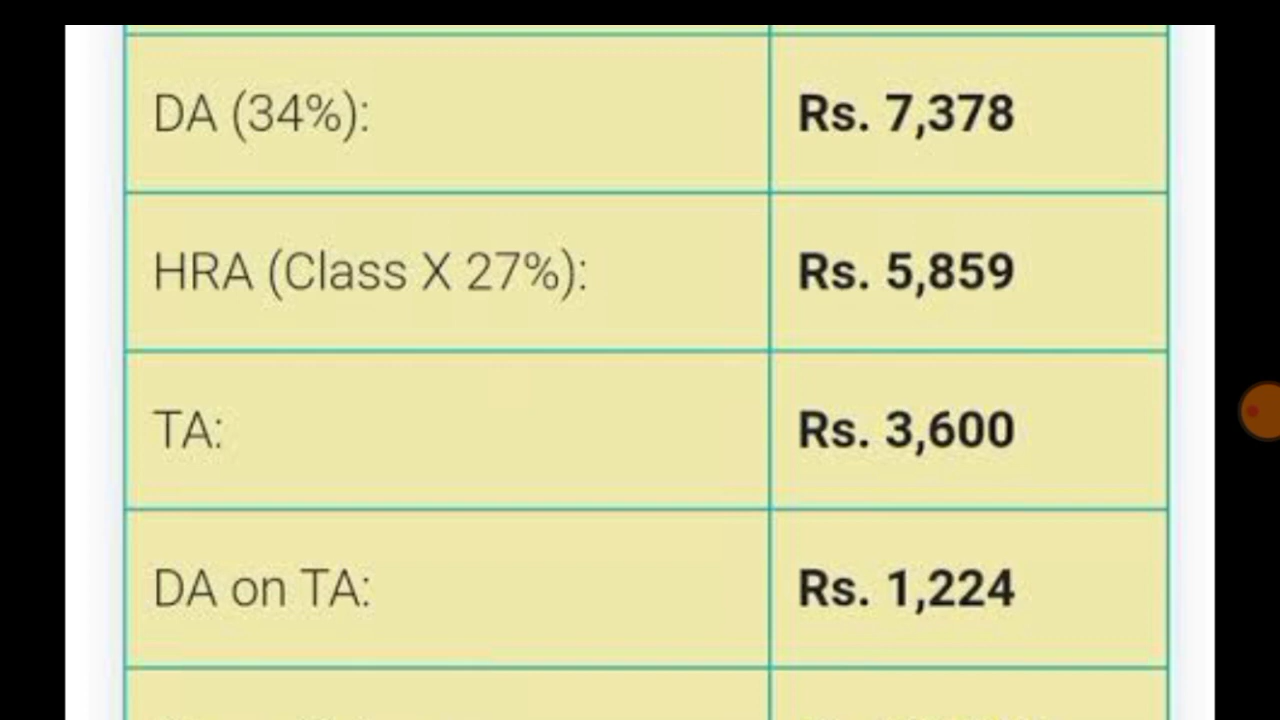 DA (34%): Rs. 7,378
HRA (Class X 27%): Rs. 5,859
TA: Rs. 3,600
DA on TA: Rs. 1,224